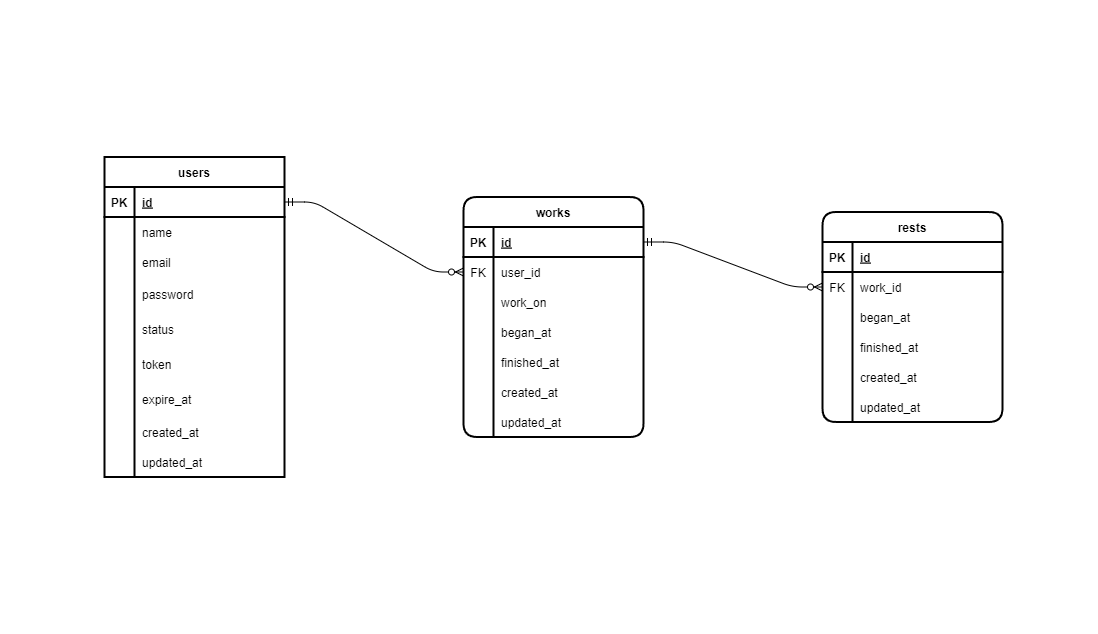 users
PK id
name
email
password
status
token
expire_at
created_at
updated_at
works
PK id
FK user_id
work_on
began_at
finished_at
created_at
updated_at
rests
PK id
FK work_id
began_at
finished_at
created_at
updated_at